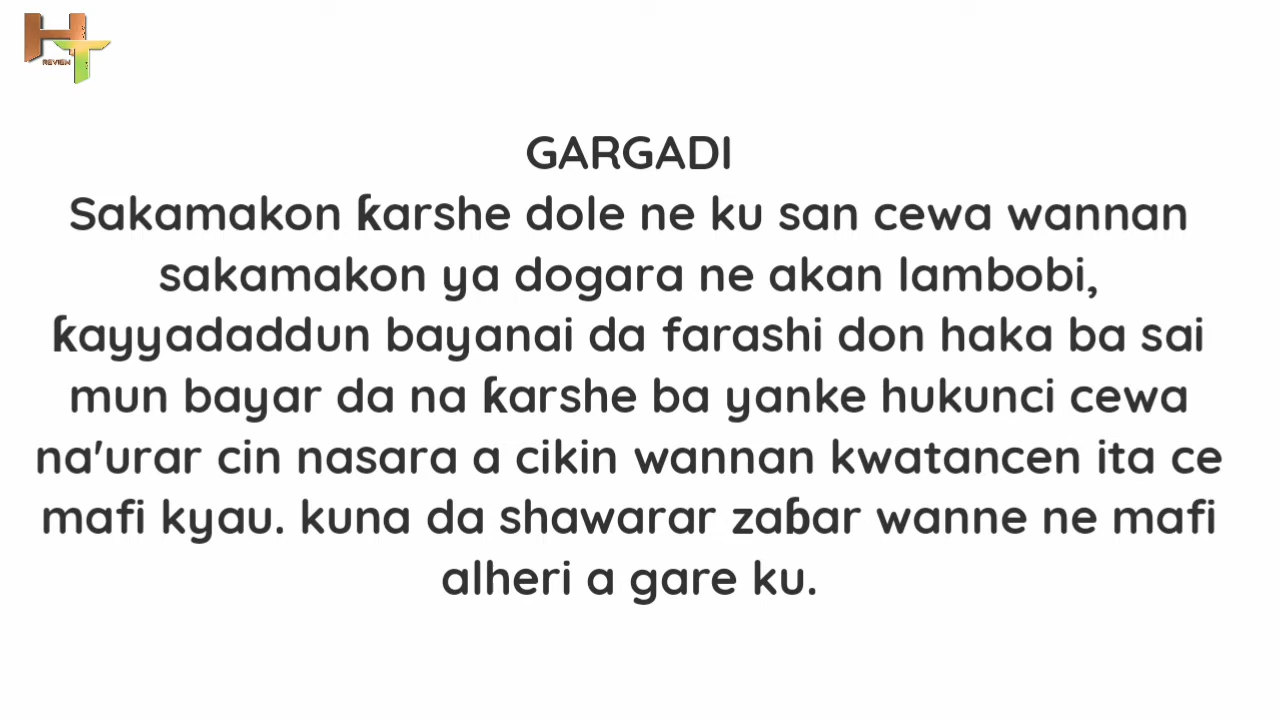 HT
REVIEW
GARGADI
Sakamakon ƙarshe dole ne ku san cewa wannan
sakamakon ya dogara ne akan lambobi,
ƙayyadaddun bayanai da farashi don haka ba sai
mun bayar da na ƙarshe ba yanke hukunci cewa
na'urar cin nasara a cikin wannan kwatancen ita ce
mafi kyau. kuna da shawarar zaɓar wanne ne mafi
alheri a gare ku.